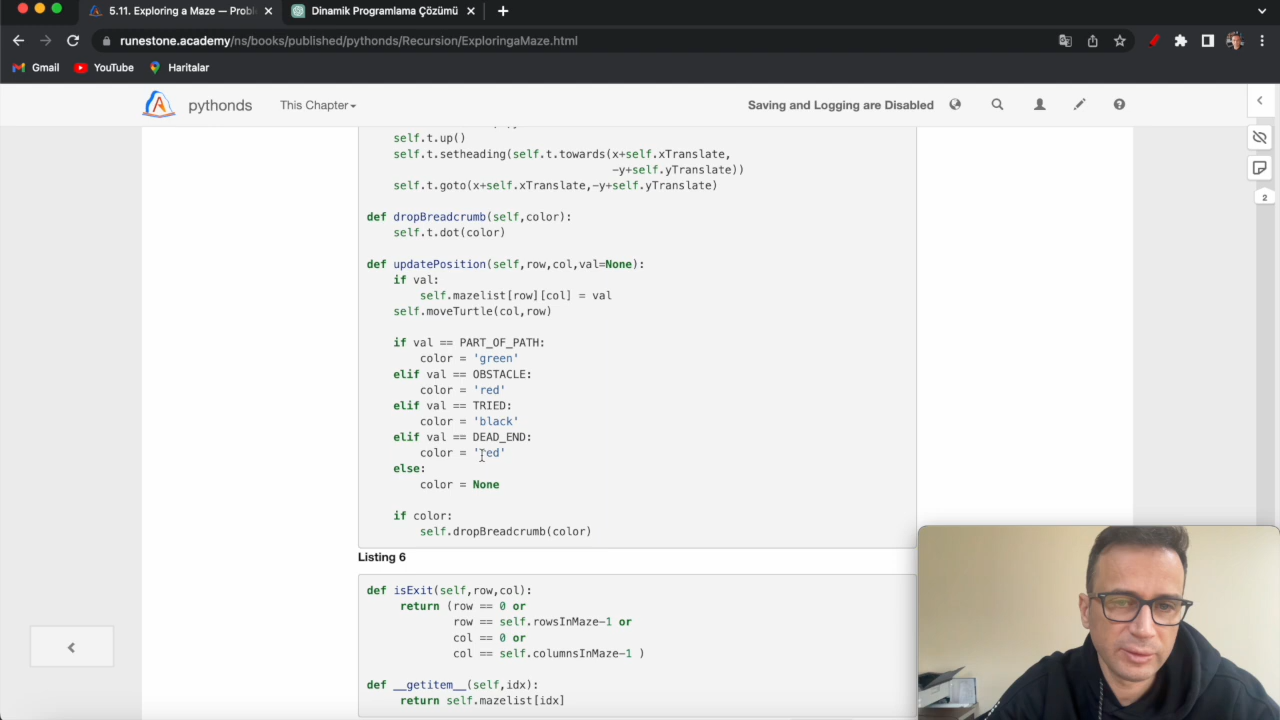 5.11. Exploring a Maze — Probl
Dinamik Programlama Çözümü
runestone.academy/ns/books/published/pythonds/Recursion/ExploringaMaze.html
Gmail
YouTube
Haritalar
pythonds
This Chapter
Saving and Logging are Disabled
2
self.t.up()
self.t.setheading(self.t.towards(x+self.xTranslate,
-y+self.yTranslate))
self.t.goto(x+self.xTranslate,-y+self.yTranslate)
def dropBreadcrumb(self,color):
self.t.dot(color)
def updatePosition(self,row,col,val=None):
if val:
self.mazelist[row][col] = val
self.moveTurtle(col,row)
if val == PART_OF_PATH:
color = 'green'
elif val == OBSTACLE:
color = 'red'
elif val == TRIED:
color = 'black'
elif val == DEAD_END:
color = 'red'
else:
color = None
if color:
self.dropBreadcrumb(color)
Listing 6
def isExit(self,row,col):
return (row == 0 or
row == self.rowsInMaze-1 or
col == 0 or
col == self.columnsInMaze-1 )
def __getitem__(self,idx):
return self.mazelist[idx]